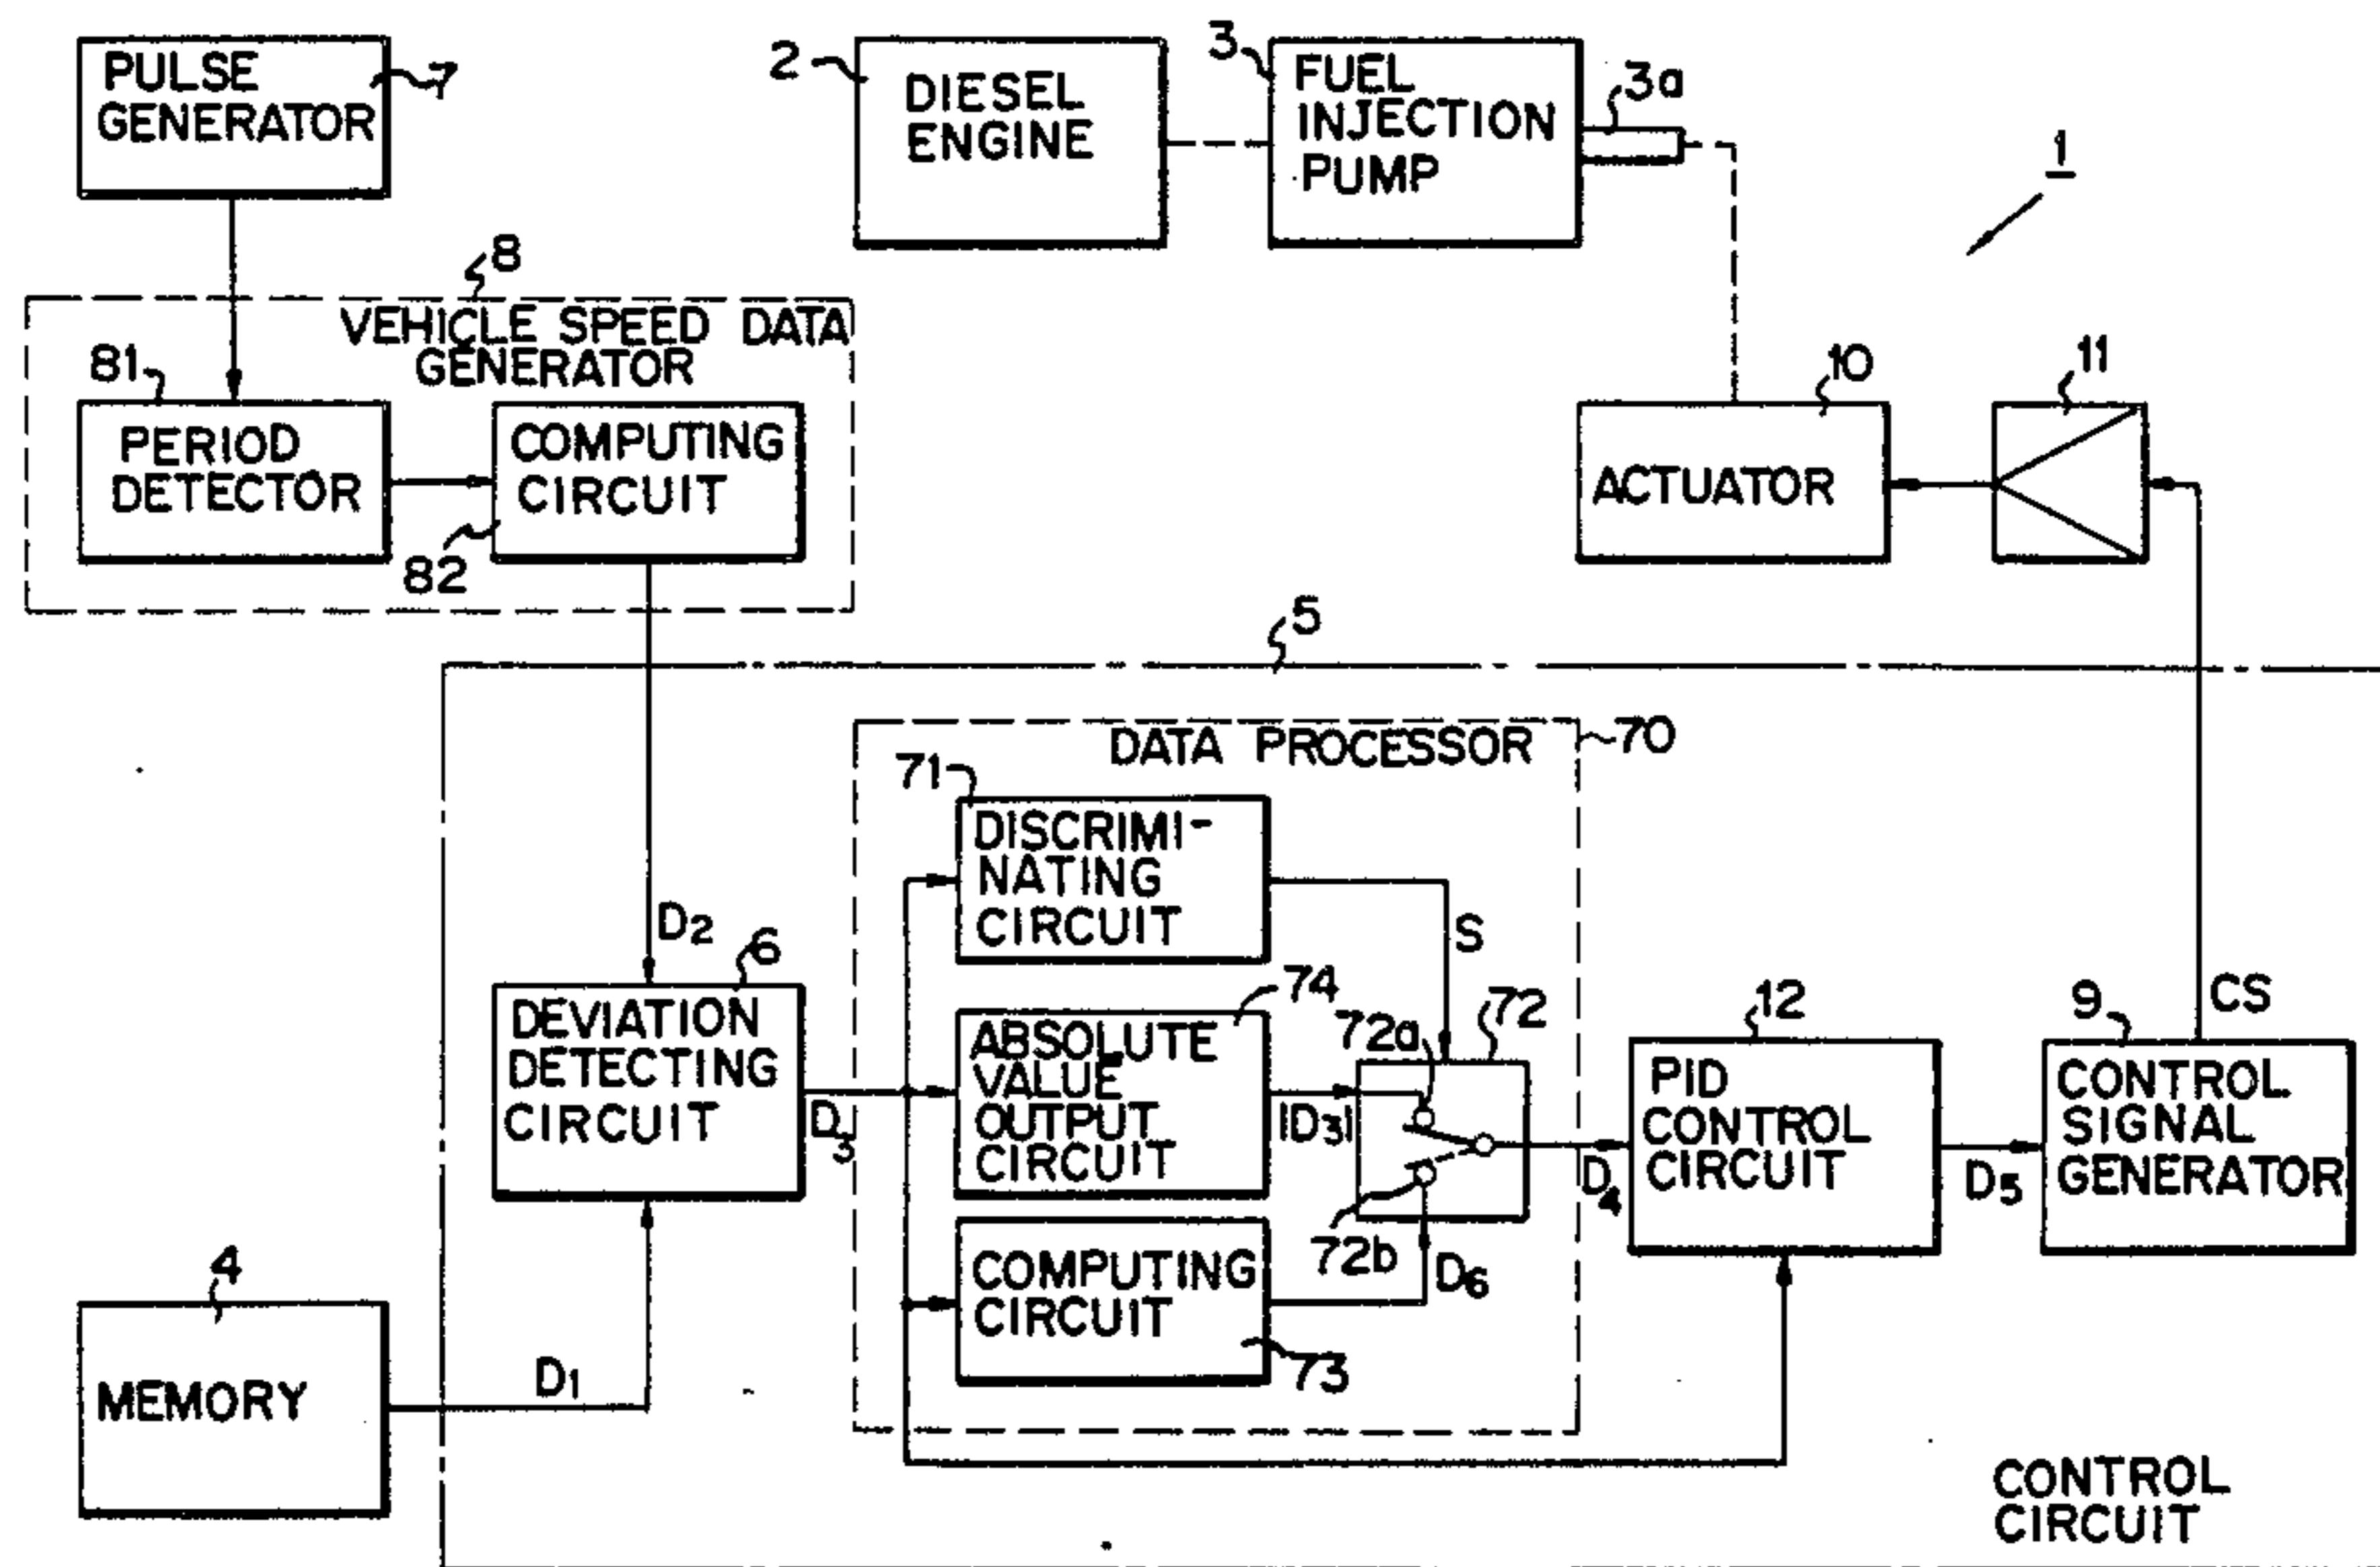 PULSE
GENERATOR
7
2
DIESEL
ENGINE
3
FUEL
INJECTION
PUMP
3a
1
8
VEHICLE SPEED DATA
GENERATOR
81
PERIOD
DETECTOR
COMPUTING
CIRCUIT
82
10
ACTUATOR
11
5
DATA PROCESSOR
70
71
DISCRIMI-
NATING
CIRCUIT
S
D2
6
DEVIATION
DETECTING
CIRCUIT
D3
74
ABSOLUTE
VALUE
OUTPUT
CIRCUIT
|D3|
72a
72
72b
D4
12
PID
CONTROL
CIRCUIT
D5
9
CS
CONTROL
SIGNAL
GENERATOR
COMPUTING
CIRCUIT
73
D6
4
MEMORY
D1
CONTROL
CIRCUIT